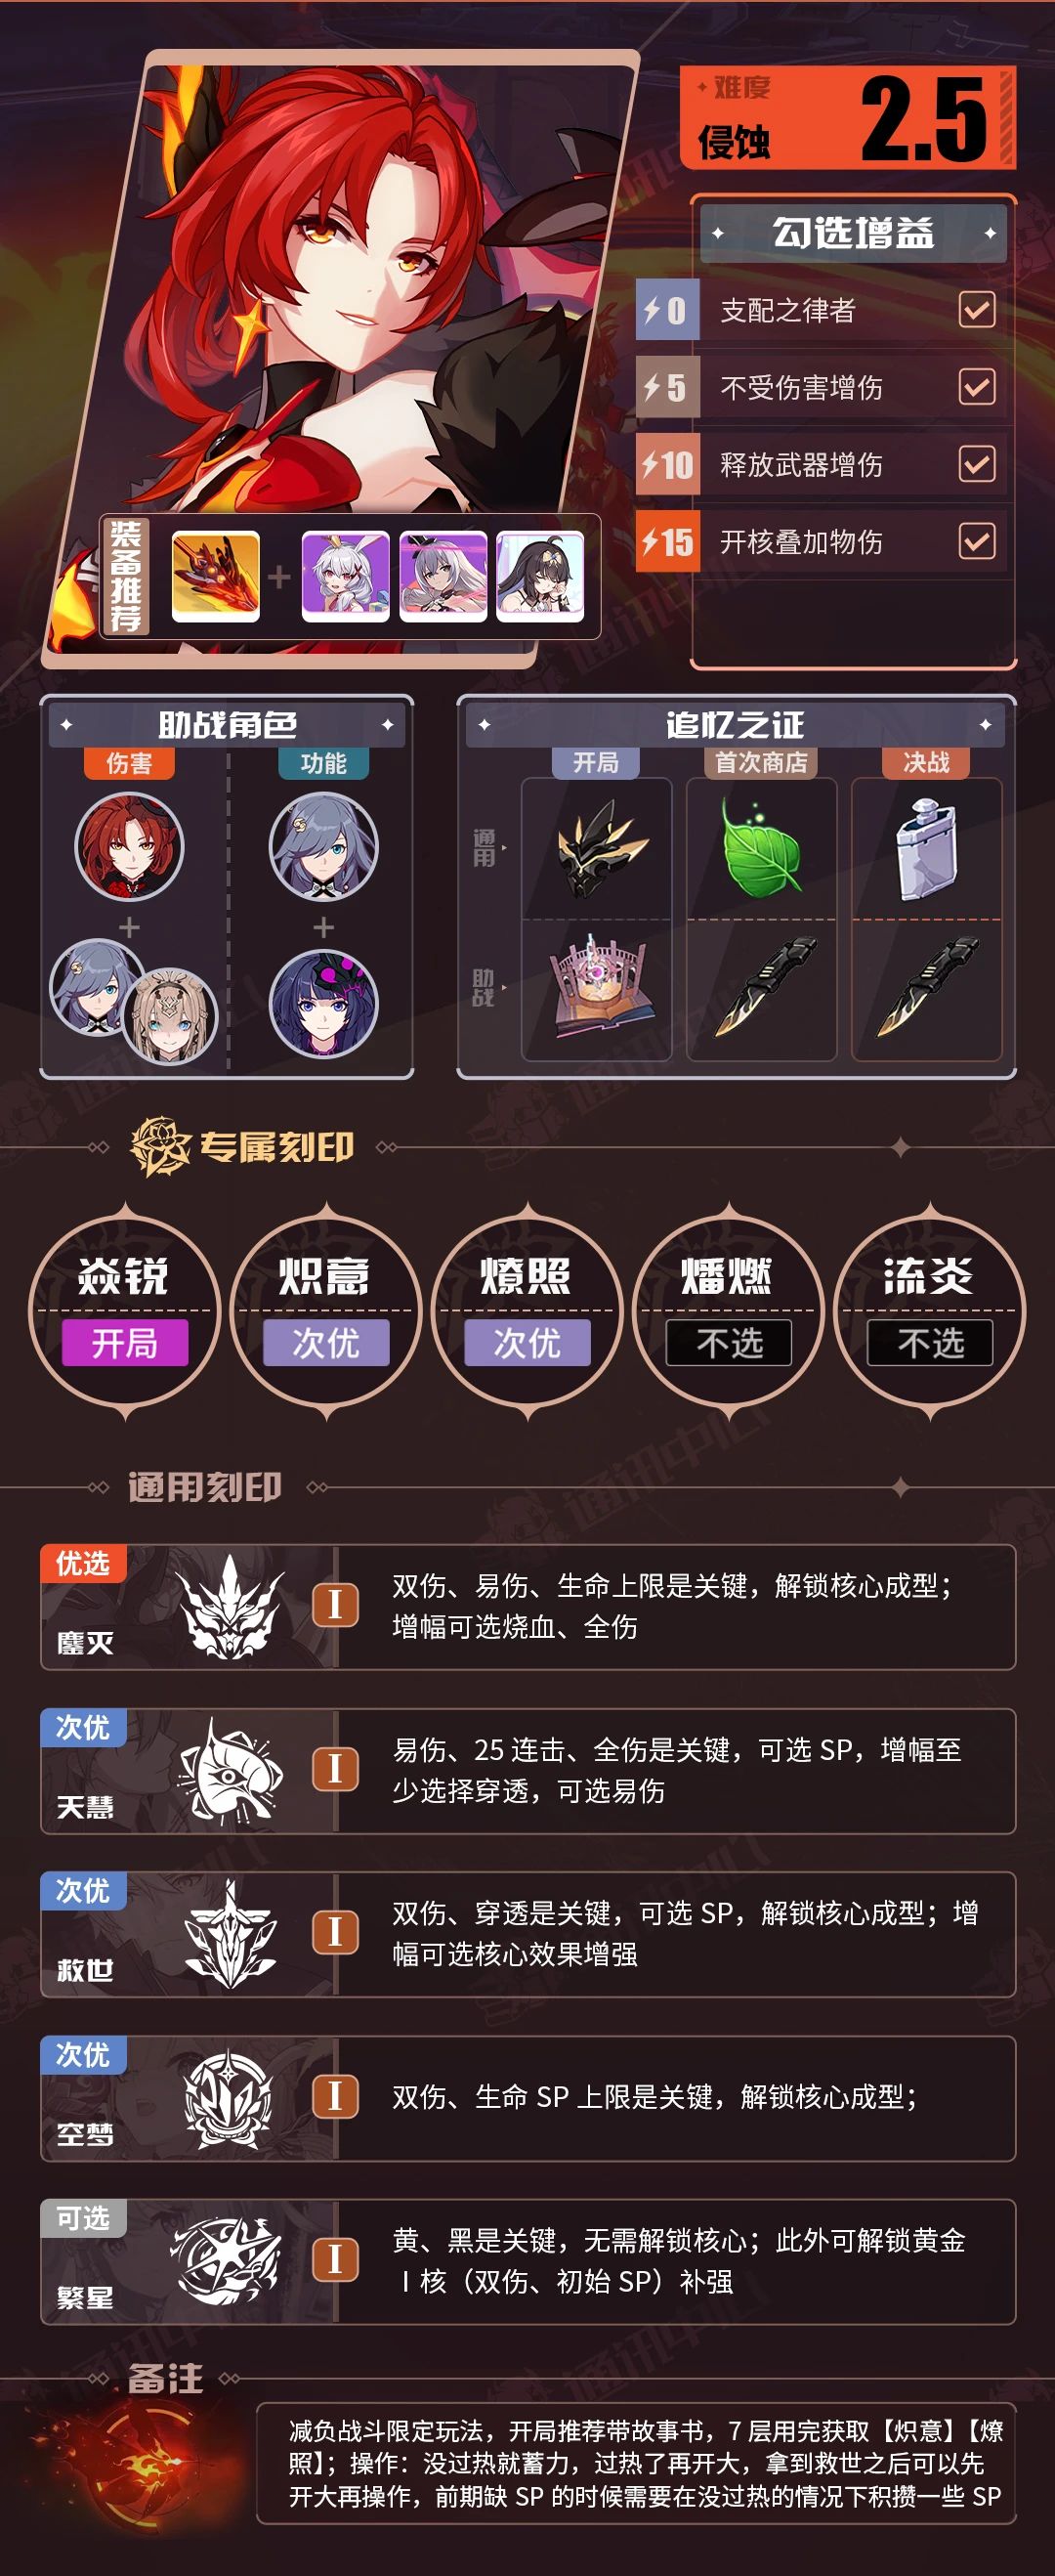 难度
侵蚀
2.5
勾选增益
0
支配之律者
5
不受伤害增伤
10
释放武器增伤
15
开核叠加物伤
装备推荐
助战角色
伤害
功能
追忆之证
开局
首次商店
决战
通用
助战
专属刻印
焱锐
开局
炽意
次优
燎照
次优
燔燃
不选
流炎
不选
通用刻印
优选
鏖灭
I
双伤、易伤、生命上限是关键，解锁核心成型；
增幅可选烧血、全伤
次优
天慧
I
易伤、25 连击、全伤是关键，可选 SP，增幅至
少选择穿透，可选易伤
次优
救世
I
双伤、穿透是关键，可选 SP，解锁核心成型；增
幅可选核心效果增强
次优
空梦
I
双伤、生命 SP 上限是关键，解锁核心成型；
可选
繁星
I
黄、黑是关键，无需解锁核心；此外可解锁黄金
Ⅰ核（双伤、初始 SP）补强
备注
减负战斗限定玩法，开局推荐带故事书，7 层用完获取【炽意】【燎
照】；操作：没过热就蓄力，过热了再开大，拿到救世之后可以先
开大再操作，前期缺 SP 的时候需要在没过热的情况下积攒一些 SP